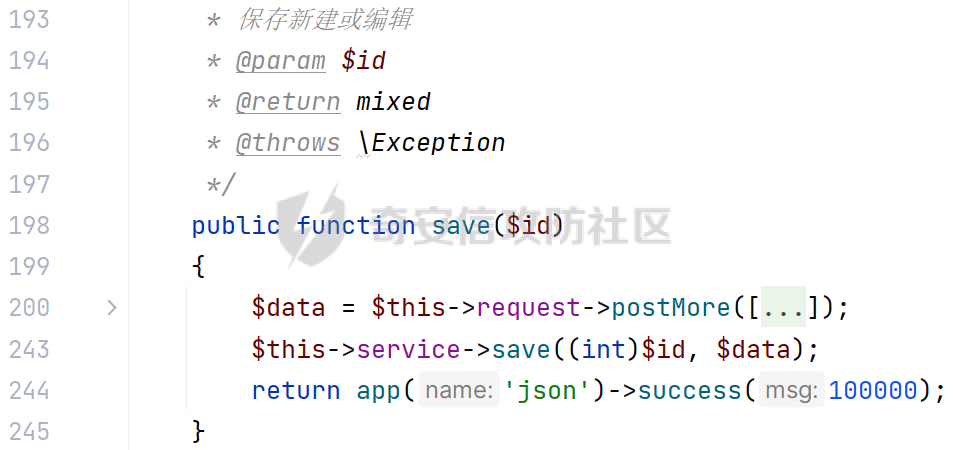 193 * 保存新建或编辑
194 * @param $id
195 * @return mixed
196 * @throws \Exception
197 */
198 public function save($id)
199 {
200 $data = $this->request->postMore([...]);
243 $this->service->save((int)$id, $data);
244 return app( name: 'json')->success( msg: 100000);
245 }
奇安信攻防社区